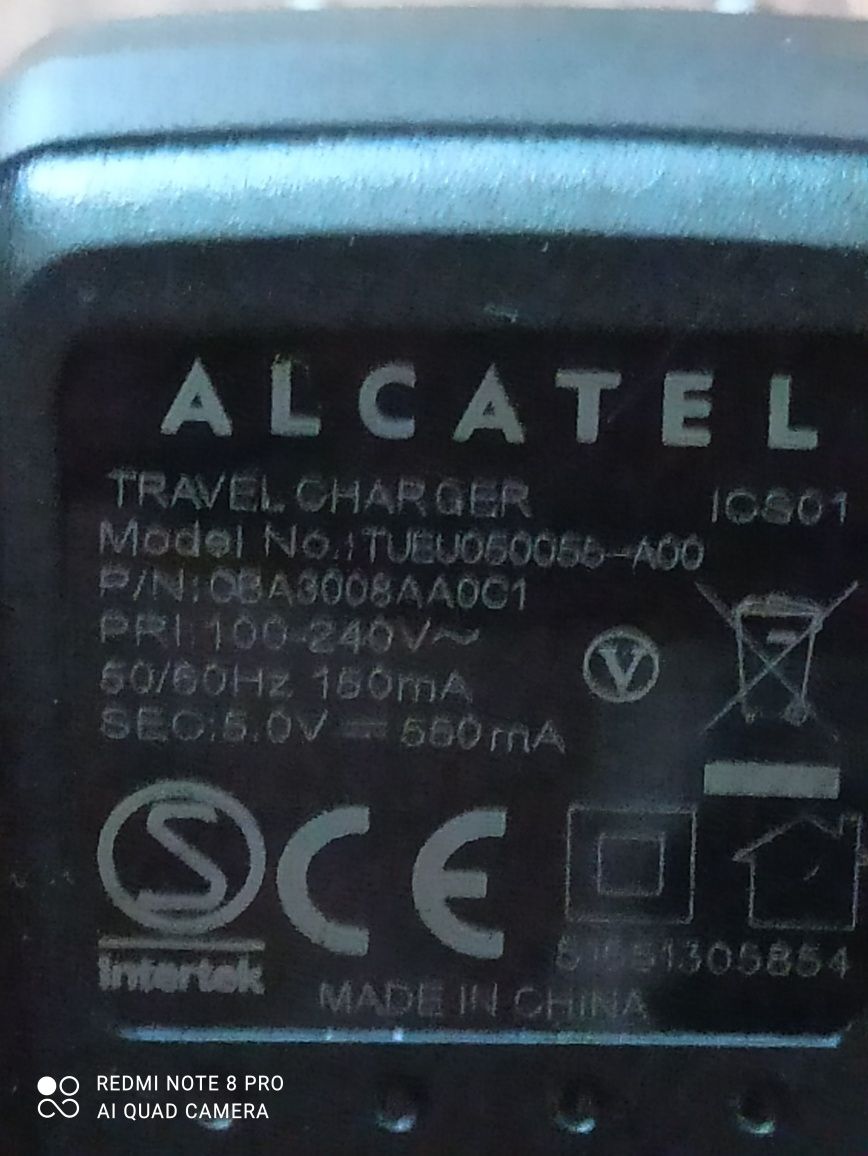 ALCATEL
TRAVEL CHARGER ICS01
Model No.: TUEU050055-A00
P/N:CBA3008AA0C1
PRI: 100-240V~
50/60Hz 150mA
SEC:5.0V ⎓ 550mA
V
S
Intertek
CE
MADE IN CHINA
REDMI NOTE 8 PRO
AI QUAD CAMERA